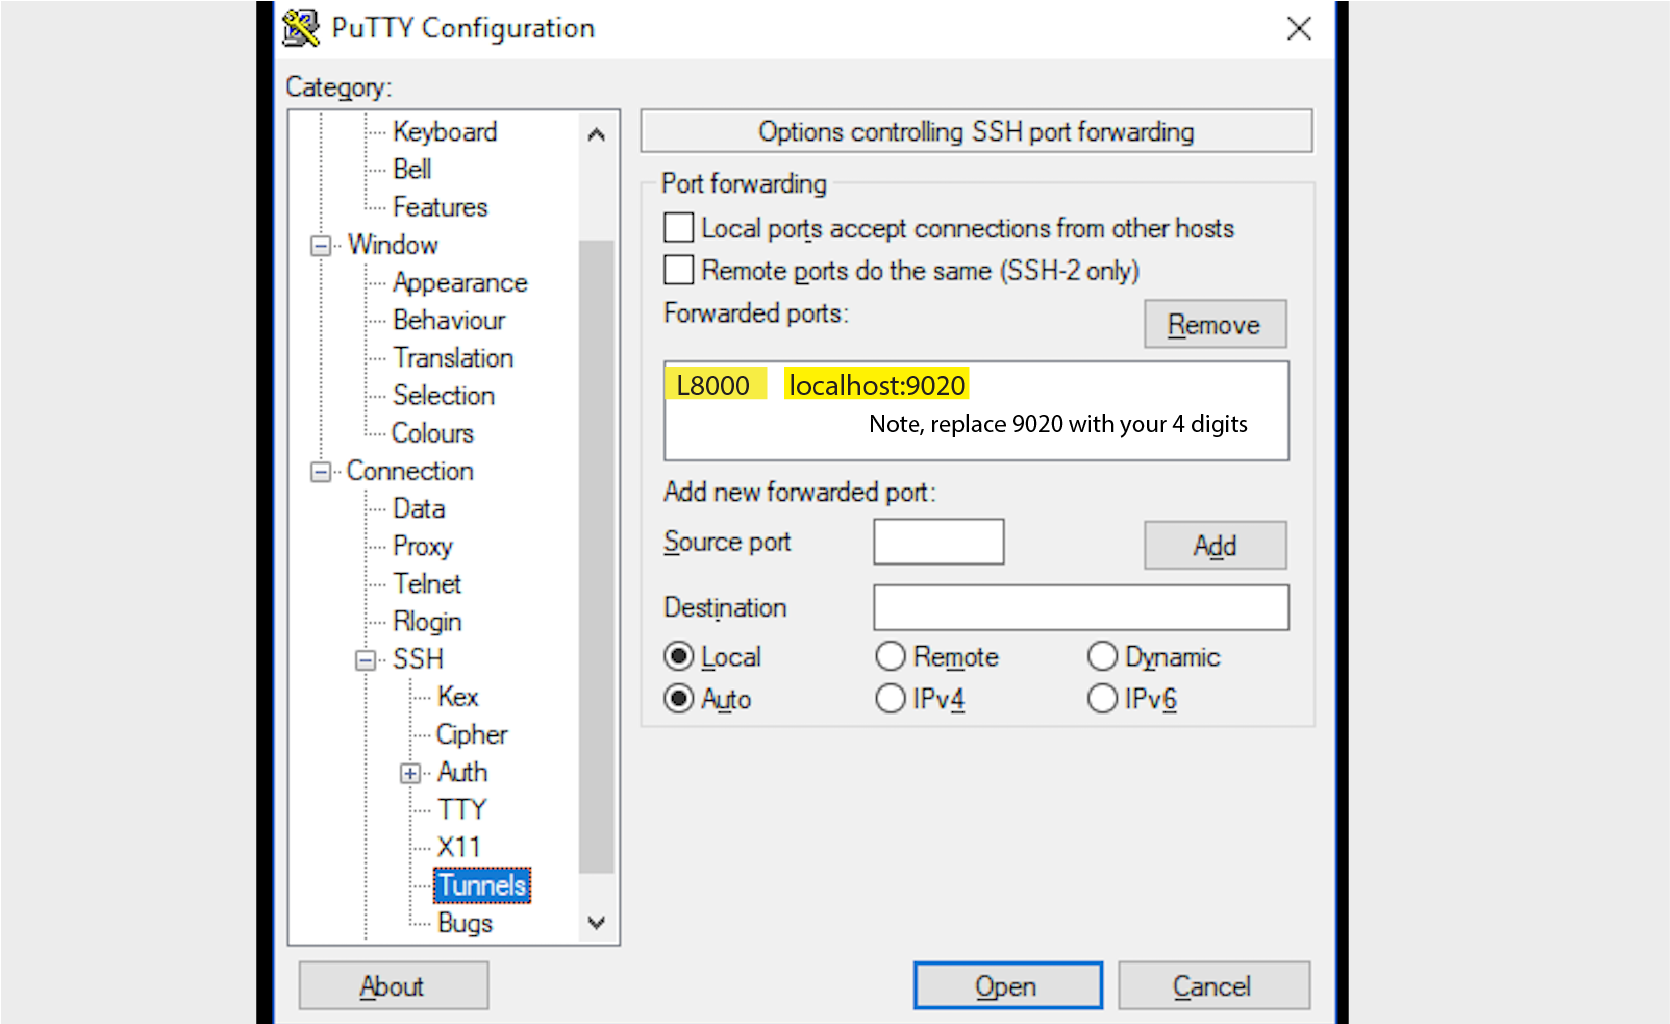 PuTTY Configuration
Category:
Keyboard
Bell
Features
Window
Appearance
Behaviour
Translation
Selection
Colours
Connection
Data
Proxy
Telnet
Rlogin
SSH
Kex
Cipher
Auth
TTY
X11
Tunnels
Bugs
Options controlling SSH port forwarding
Port forwarding
Local ports accept connections from other hosts
Remote ports do the same (SSH-2 only)
Forwarded ports:
Remove
L8000 localhost:9020
Note, replace 9020 with your 4 digits
Add new forwarded port:
Source port
Add
Destination
Local Remote Dynamic
Auto IPv4 IPv6
About Open Cancel